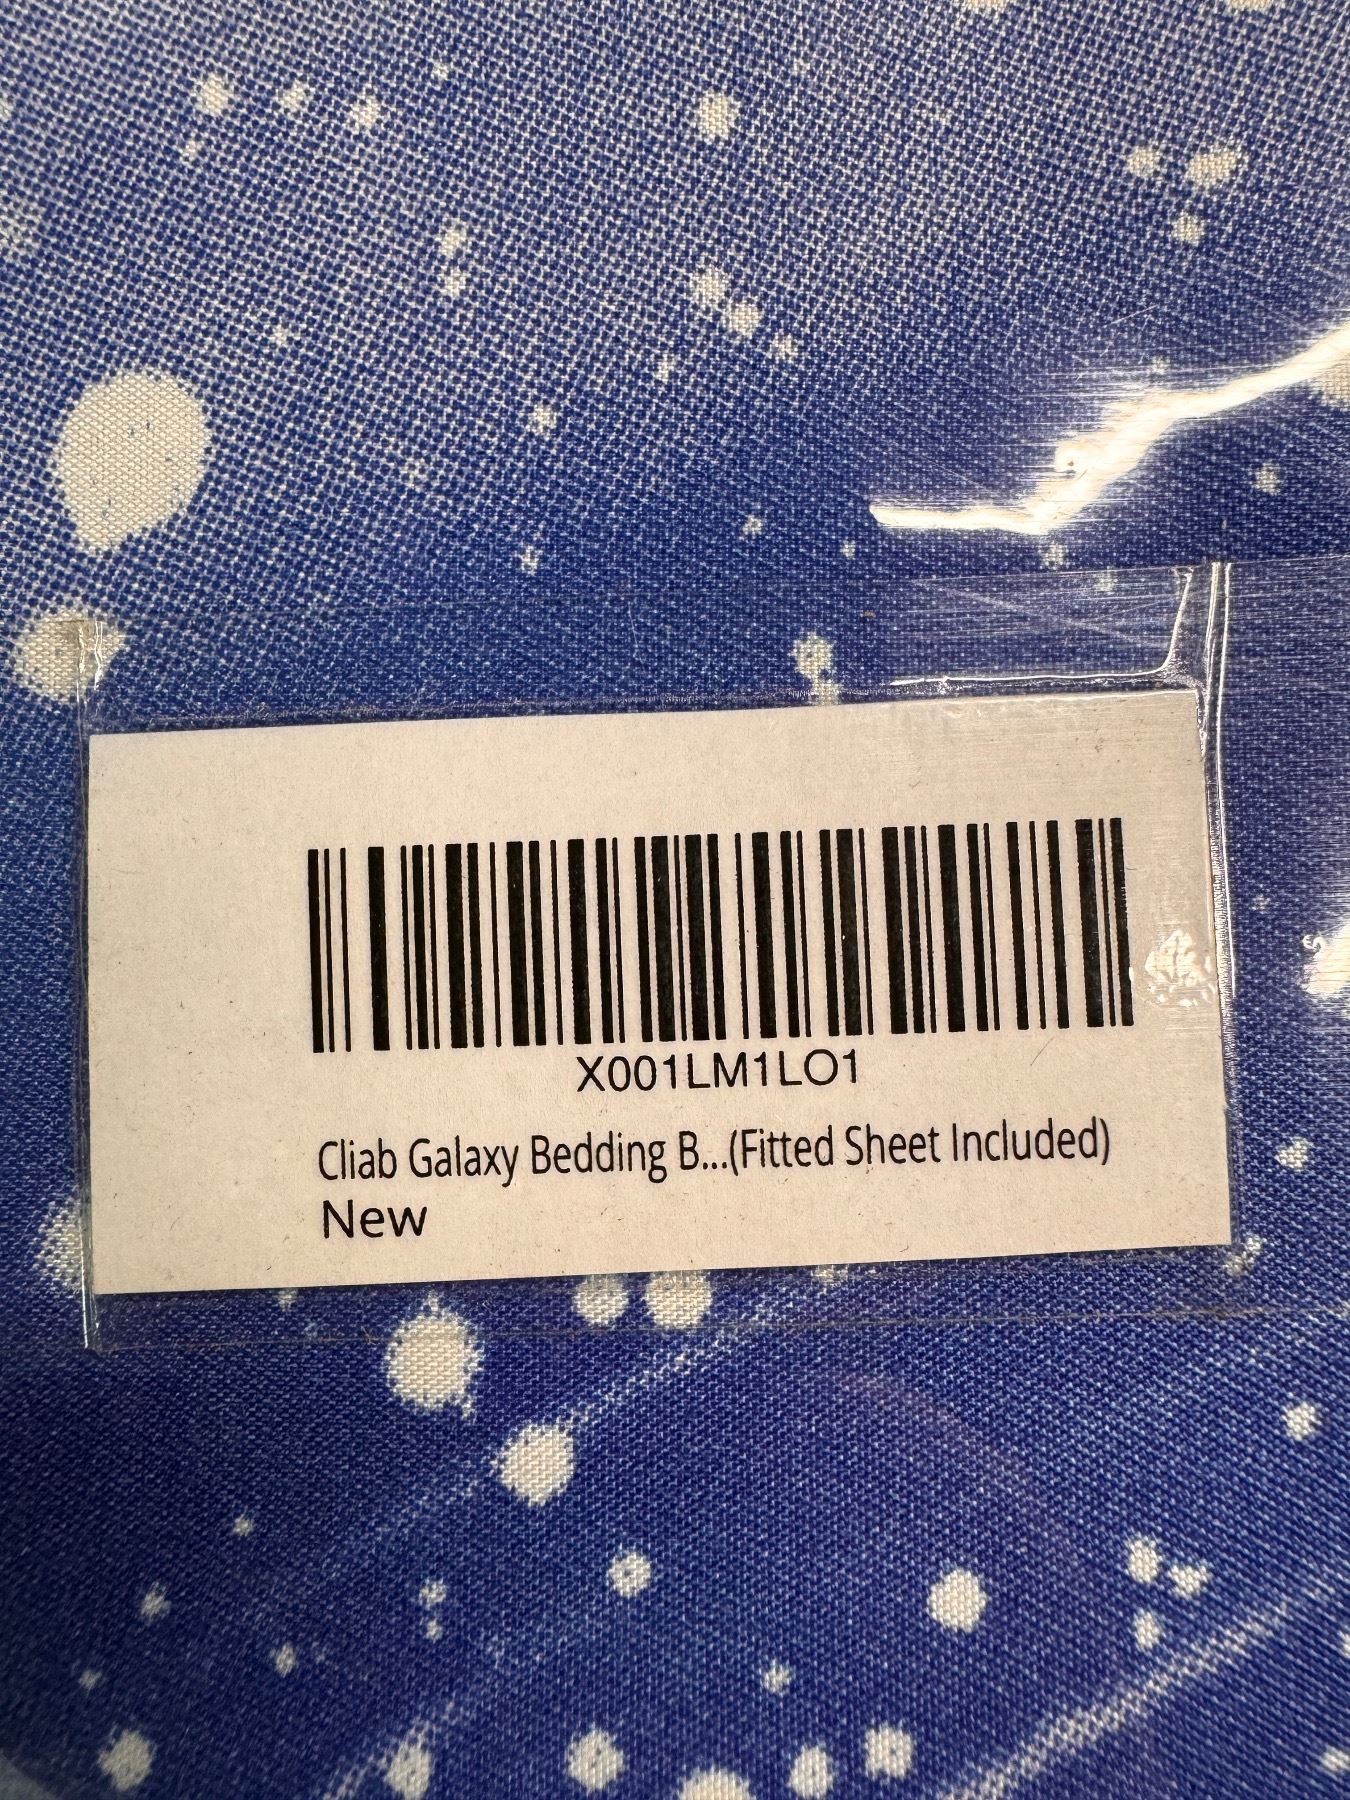 X001LM1LO1
Cliab Galaxy Bedding B...(Fitted Sheet Included)
New